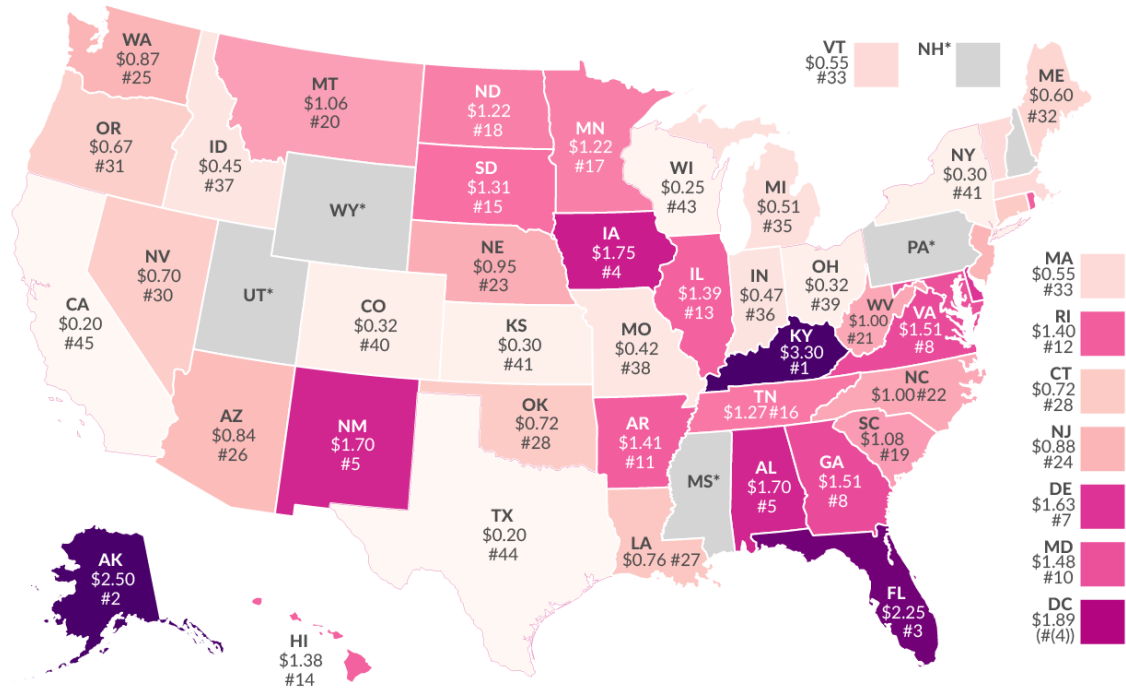 WA
$0.87
#25
OR
$0.67
#31
ID
$0.45
#37
MT
$1.06
#20
ND
$1.22
#18
MN
$1.22
#17
SD
$1.31
#15
WY*
NV
$0.70
#30
UT*
CA
$0.20
#45
CO
$0.32
#40
NE
$0.95
#23
IA
$1.75
#4
WI
$0.25
#43
MI
$0.51
#35
IL
$1.39
#13
IN
$0.47
#36
OH
$0.32
#39
KS
$0.30
#41
MO
$0.42
#38
KY
$3.30
#1
WV
$1.00
#21
VA
$1.51
#8
PA*
NY
$0.30
#41
VT
$0.55
#33
NH*
ME
$0.60
#32
AZ
$0.84
#26
NM
$1.70
#5
OK
$0.72
#28
AR
$1.41
#11
TN
$1.27 #16
NC
$1.00 #22
SC
$1.08
#19
MS*
AL
$1.70
#5
GA
$1.51
#8
TX
$0.20
#44
LA
$0.76 #27
FL
$2.25
#3
AK
$2.50
#2
HI
$1.38
#14
MA
$0.55
#33
RI
$1.40
#12
CT
$0.72
#28
NJ
$0.88
#24
DE
$1.63
#7
MD
$1.48
#10
DC
$1.89
(#(4))